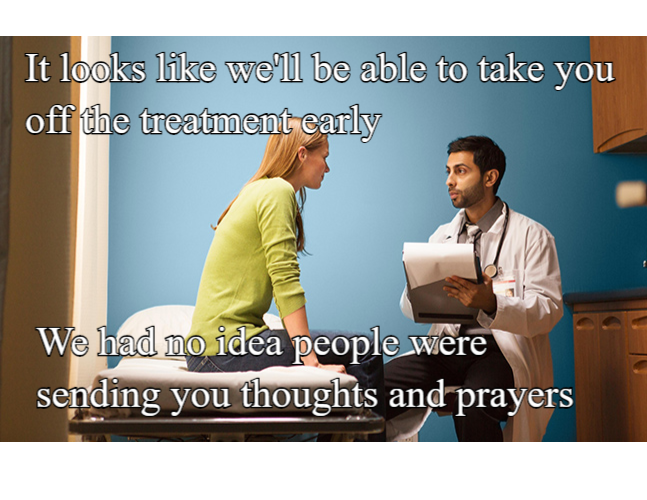 It looks like we'll be able to take you
off the treatment early
We had no idea people were
sending you thoughts and prayers